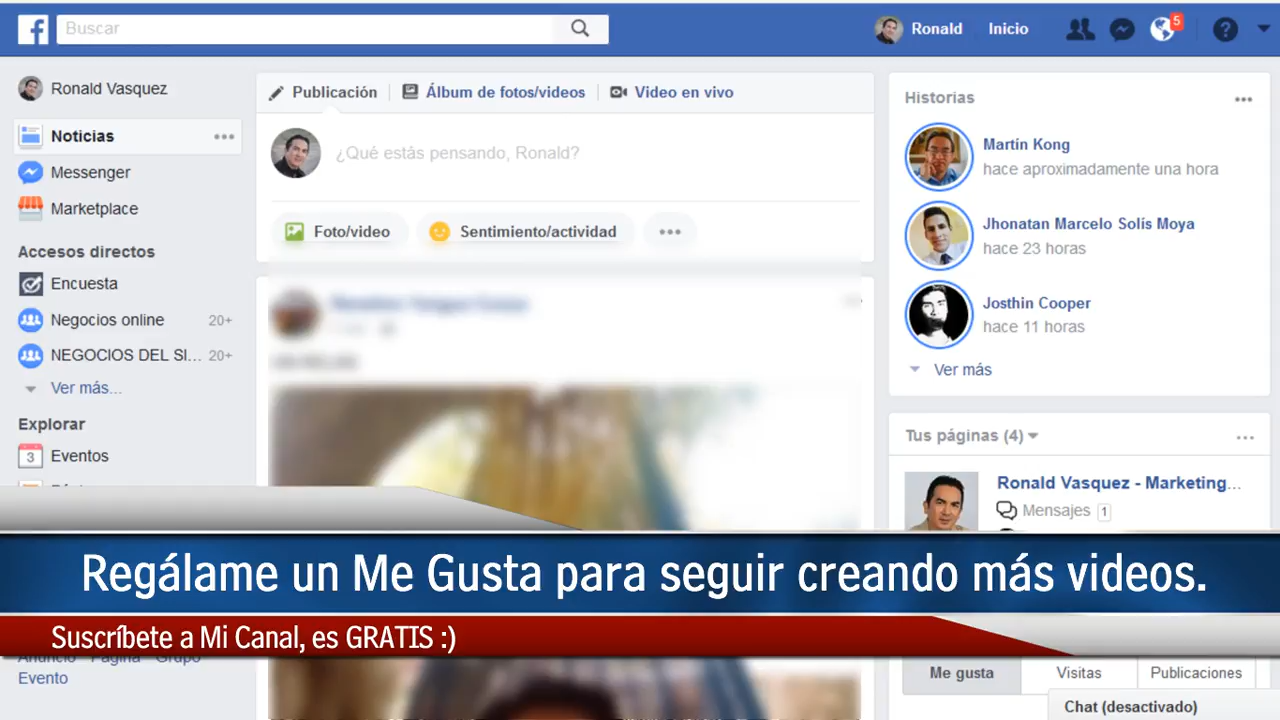 f
Buscar
Ronald
Inicio
5
?
Ronald Vasquez
Noticias
Messenger
Marketplace
Accesos directos
Encuesta
Negocios online 20+
NEGOCIOS DEL SI... 20+
Ver más...
Explorar
3 Eventos
Publicación
Álbum de fotos/videos
Video en vivo
¿Qué estás pensando, Ronald?
Foto/video
Sentimiento/actividad
Historias
Martín Kong
hace aproximadamente una hora
Jhonatan Marcelo Solís Moya
hace 23 horas
Josthin Cooper
hace 11 horas
Ver más
Tus páginas (4)
Ronald Vasquez - Marketing...
Mensajes 1
Regálame un Me Gusta para seguir creando más videos.
Suscríbete a Mi Canal, es GRATIS :)
Anuncio Página Grupo
Evento
Me gusta
Visitas
Publicaciones
Chat (desactivado)